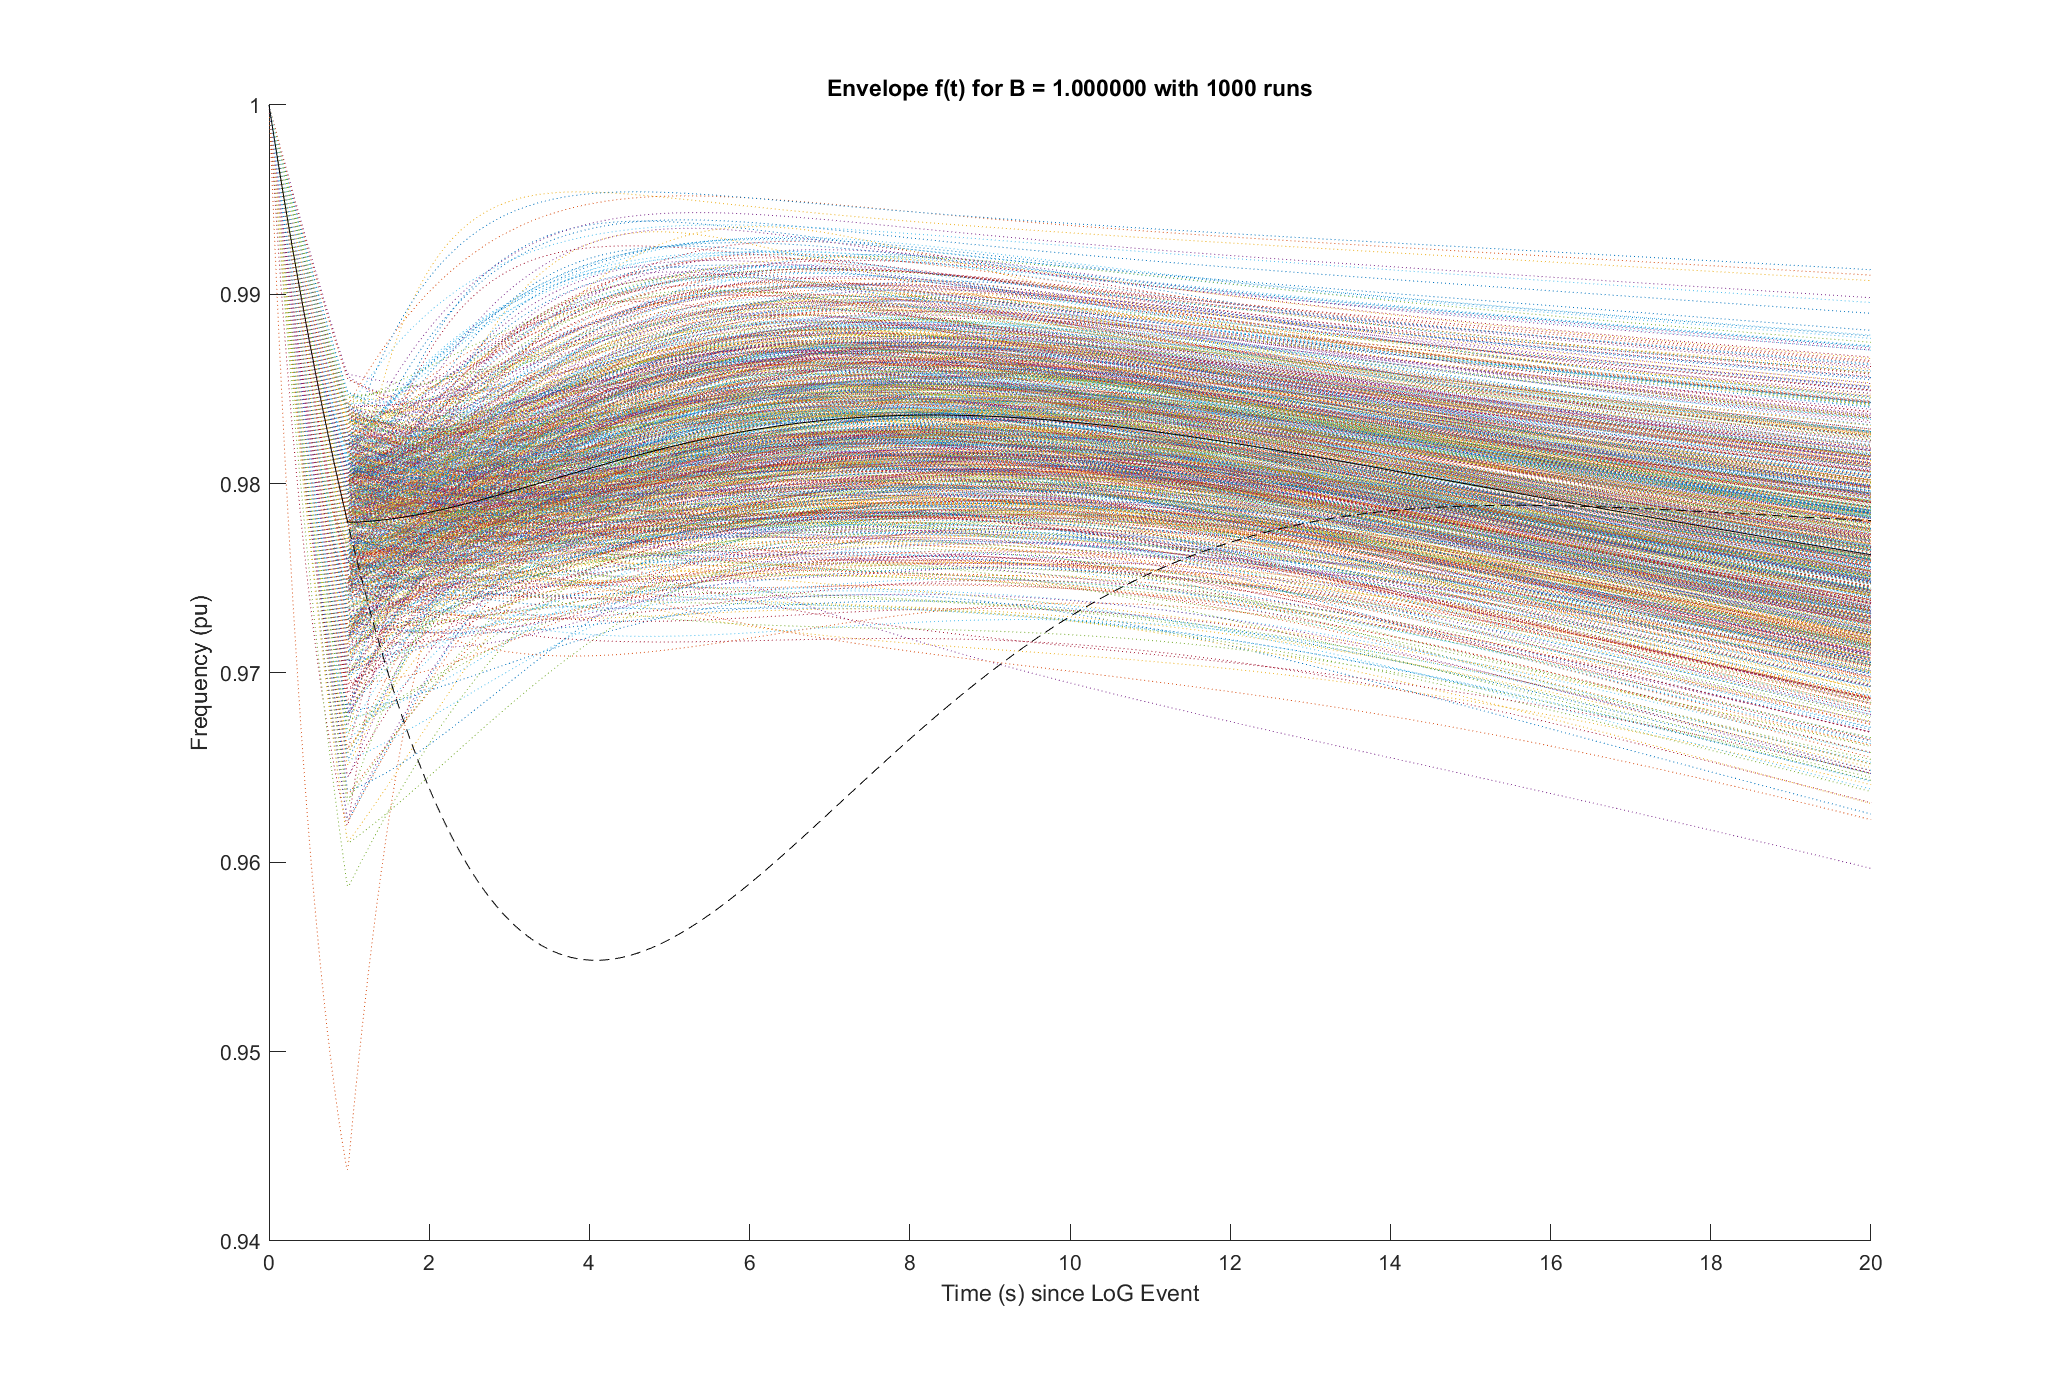 Envelope f(t) for B = 1.000000 with 1000 runs
1
0.99
0.98
0.97
0.96
0.95
0.94
Frequency (pu)
0 2 4 6 8 10 12 14 16 18 20
Time (s) since LoG Event